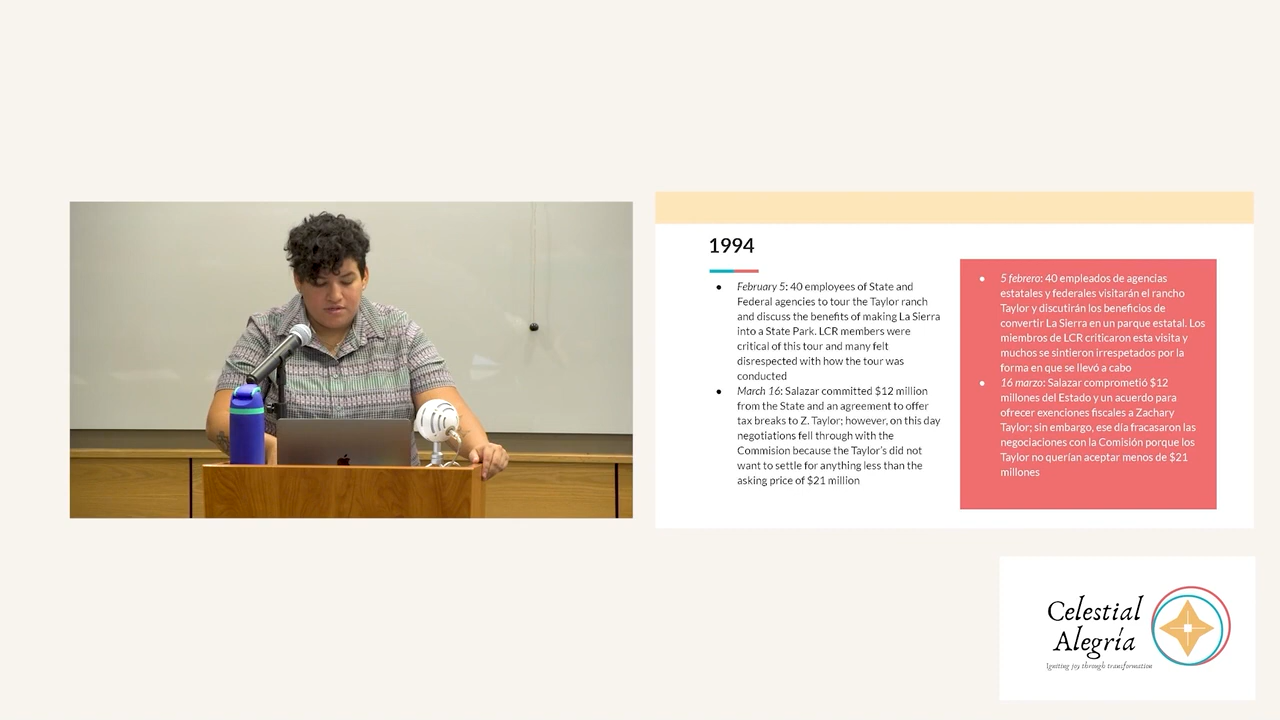 1994
● February 5: 40 employees of State and
Federal agencies to tour the Taylor ranch
and discuss the benefits of making La Sierra
into a State Park. LCR members were
critical of this tour and many felt
disrespected with how the tour was
conducted
● March 16: Salazar committed $12 million
from the State and an agreement to offer
tax breaks to Z. Taylor; however, on this day
negotiations fell through with the
Commision because the Taylor's did not
want to settle for anything less than the
asking price of $21 million
● 5 febrero: 40 empleados de agencias
estatales y federales visitarán el rancho
Taylor y discutirán los beneficios de
convertir La Sierra en un parque estatal. Los
miembros de LCR criticaron esta visita y
muchos se sintieron irrespetados por la
forma en que se llevó a cabo
● 16 marzo: Salazar comprometió $12
millones del Estado y un acuerdo para
ofrecer exenciones fiscales a Zachary
Taylor; sin embargo, ese día fracasaron las
negociaciones con la Comisión porque los
Taylor no querían aceptar menos de $21
millones
Celestial
Alegría
Igniting joy through transformation